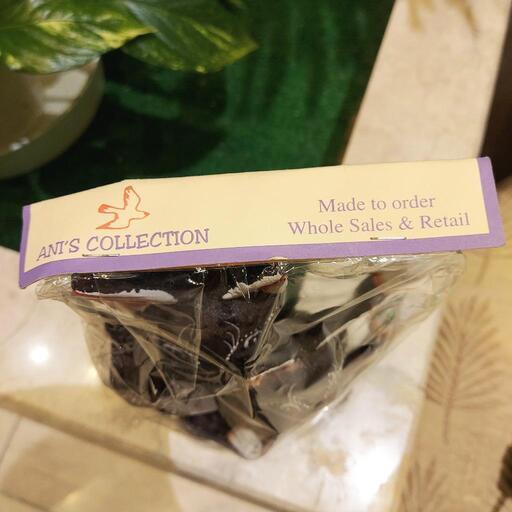 ANI'S COLLECTION
Made to order
Whole Sales & Retail